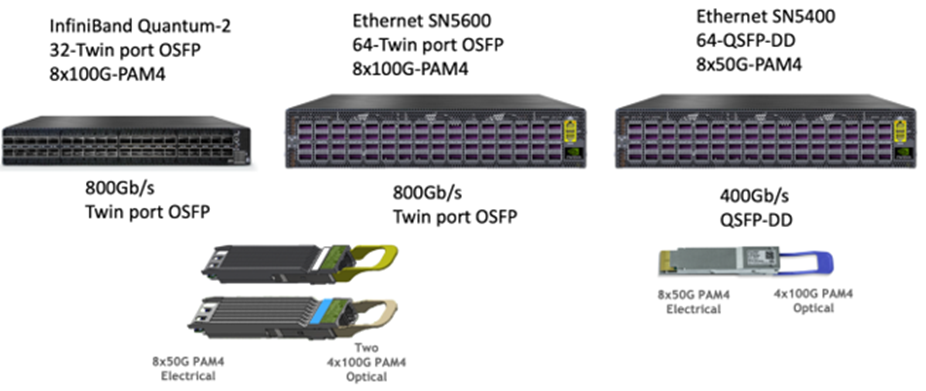 InfiniBand Quantum-2
32-Twin port OSFP
8x100G-PAM4
Ethernet SN5600
64-Twin port OSFP
8x100G-PAM4
Ethernet SN5400
64-QSFP-DD
8x50G-PAM4
800Gb/s
Twin port OSFP
800Gb/s
Twin port OSFP
400Gb/s
QSFP-DD
8x50G PAM4
Electrical
Two
4x100G PAM4
Optical
8x50G PAM4
Electrical
4x100G PAM4
Optical